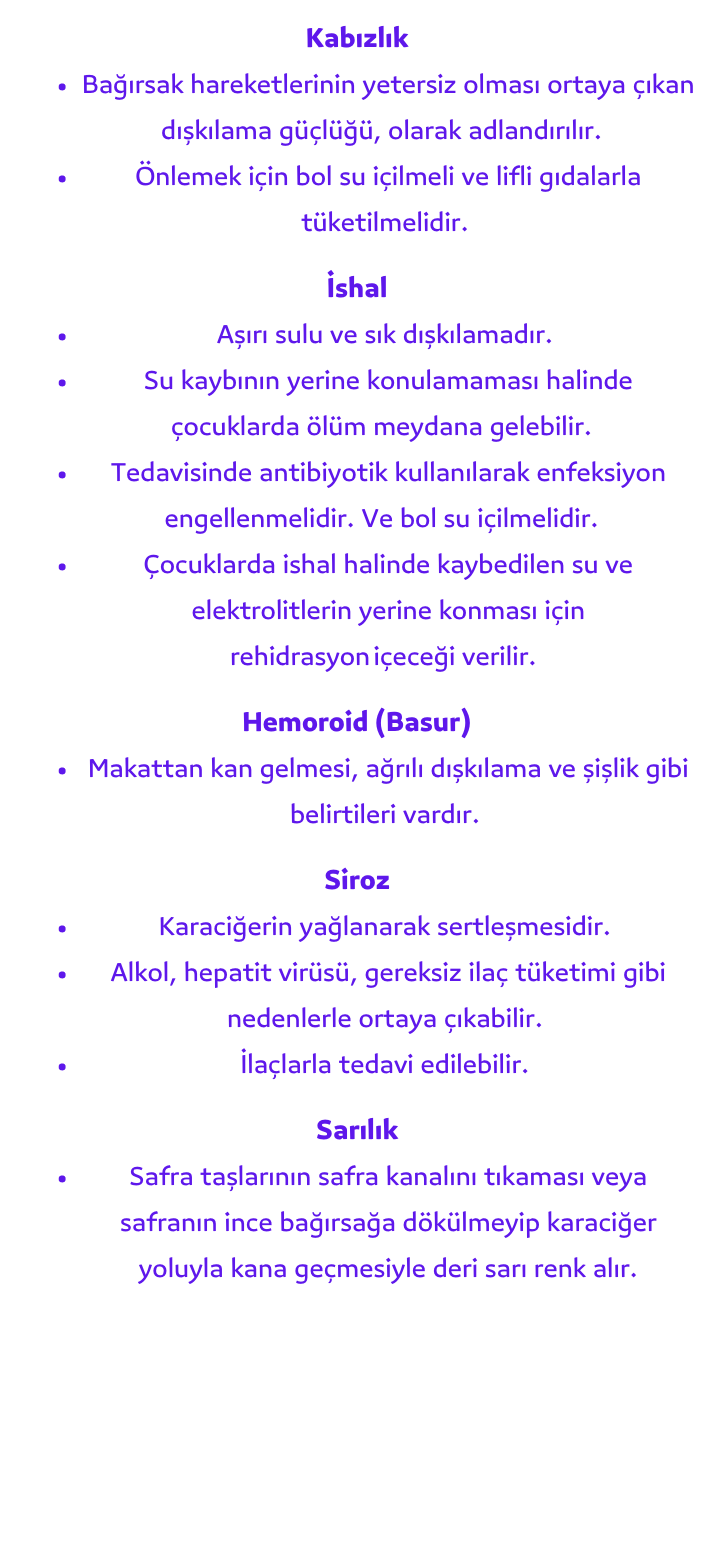 Kabızlık
• Bağırsak hareketlerinin yetersiz olması ortaya çıkan
dışkılama güçlüğü, olarak adlandırılır.
• Önlemek için bol su içilmeli ve lifli gıdalarla
tüketilmelidir.
İshal
• Aşırı sulu ve sık dışkılamadır.
• Su kaybının yerine konulamaması halinde
çocuklarda ölüm meydana gelebilir.
• Tedavisinde antibiyotik kullanılarak enfeksiyon
engellenmelidir. Ve bol su içilmelidir.
• Çocuklarda ishal halinde kaybedilen su ve
elektrolitlerin yerine konması için
rehidrasyon içeceği verilir.
Hemoroid (Basur)
• Makattan kan gelmesi, ağrılı dışkılama ve şişlik gibi
belirtileri vardır.
Siroz
• Karaciğerin yağlanarak sertleşmesidir.
• Alkol, hepatit virüsü, gereksiz ilaç tüketimi gibi
nedenlerle ortaya çıkabilir.
• İlaçlarla tedavi edilebilir.
Sarılık
• Safra taşlarının safra kanalını tıkaması veya
safranın ince bağırsağa dökülmeyip karaciğer
yoluyla kana geçmesiyle deri sarı renk alır.